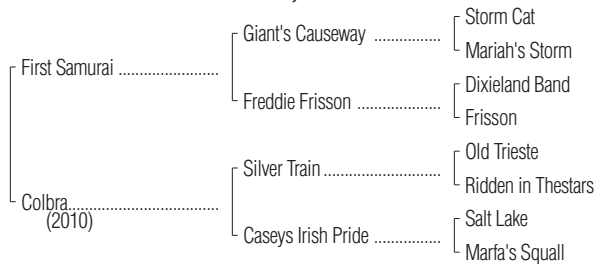 Storm Cat
Giant's Causeway ................
Mariah's Storm
First Samurai ........................
Dixieland Band
Freddie Frisson ....................
Frisson
Old Trieste
Silver Train ............................
Ridden in Thestars
Colbra....................................
(2010)
Salt Lake
Caseys Irish Pride ................
Marfa's Squall